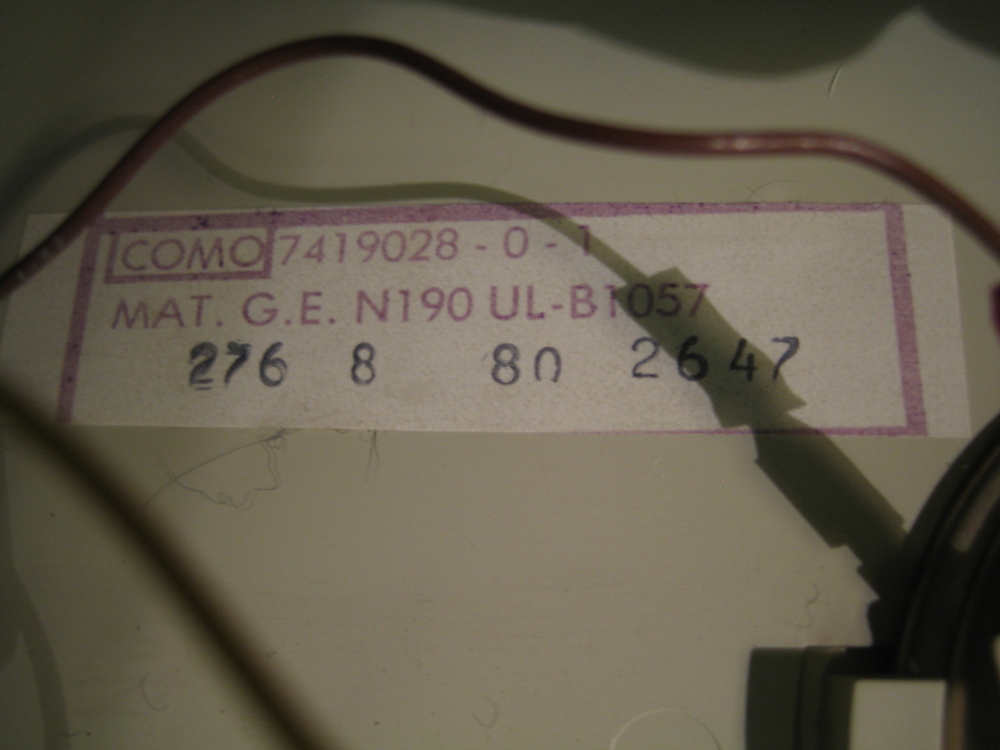 COMO 7419028 - 0 - 1
MAT. G.E. N190 UL-B1057
276 8 80 2647